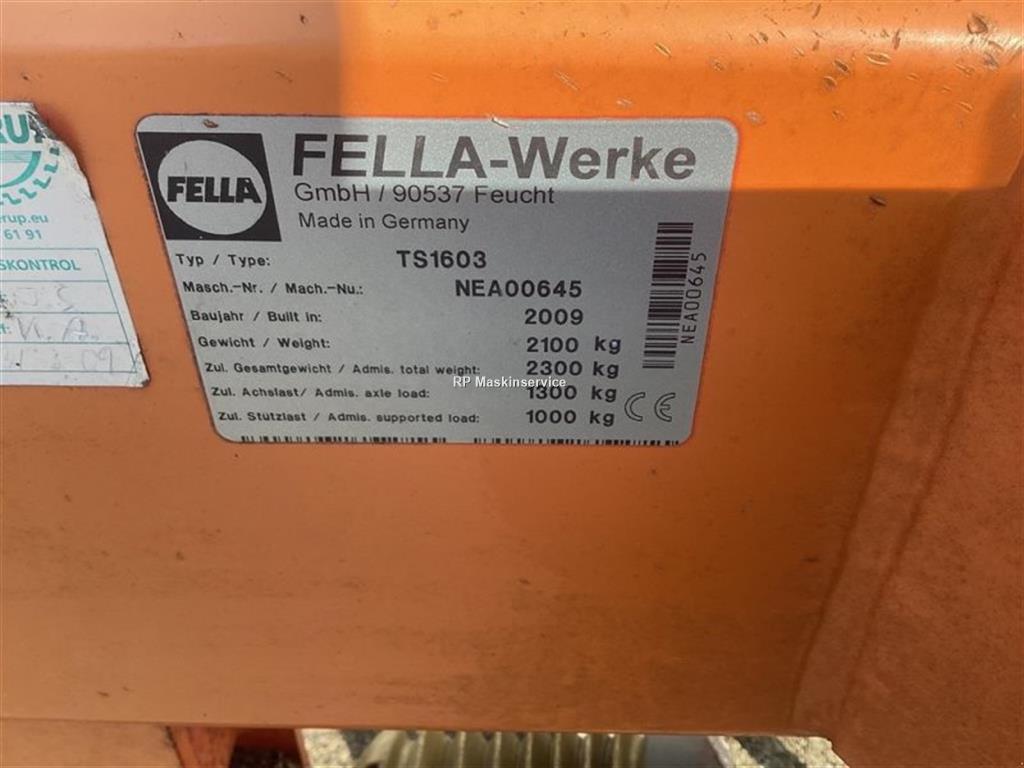 FELLA
FELLA-Werke
GmbH / 90537 Feucht
Made in Germany
Typ / Type: TS1603
Masch.-Nr. / Mach.-Nu.: NEA00645
Baujahr / Built in: 2009
Gewicht / Weight: 2100 kg
Zul. Gesamtgewicht / Admis. total weight: 2300 kg
Zul. Achslast/ Admis. axle load: 1300 kg
Zul. Stützlast / Admis. supported load: 1000 kg
CE
NEA00645
RP Maskinservice
rup.eu
61 91
SKONTROL